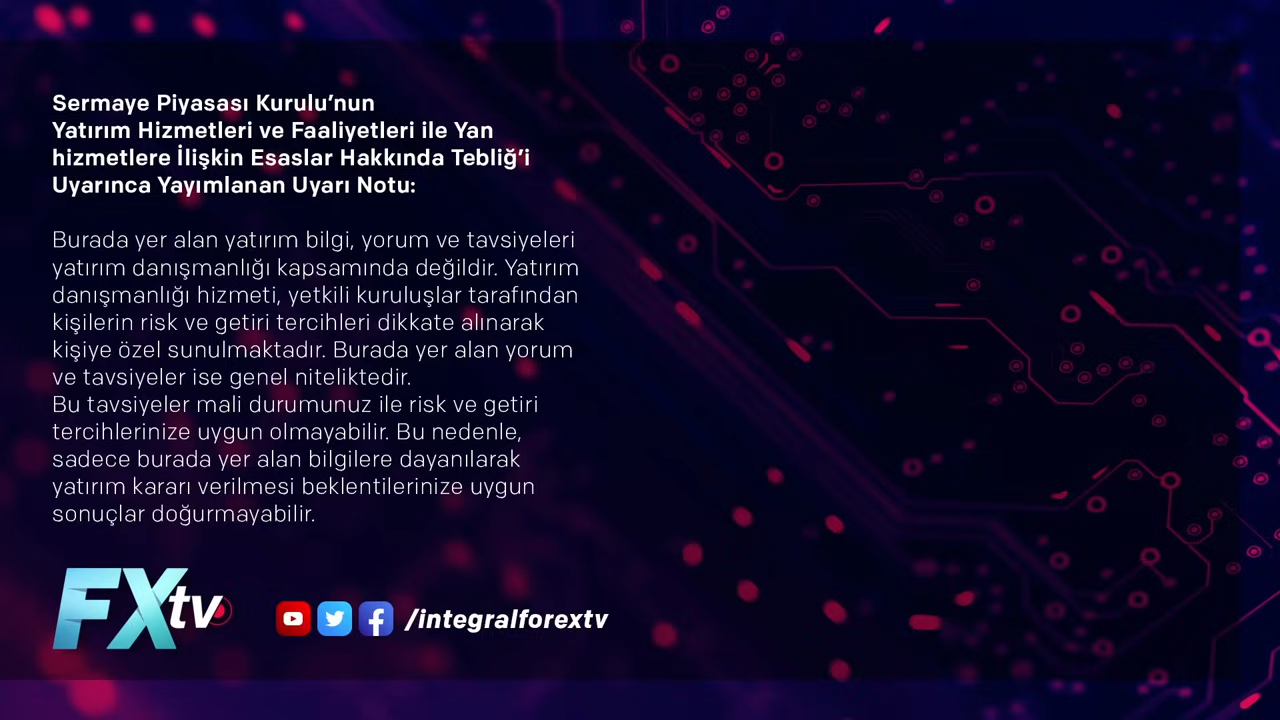 Sermaye Piyasası Kurulu’nun
Yatırım Hizmetleri ve Faaliyetleri ile Yan
hizmetlere İlişkin Esaslar Hakkında Tebliğ’i
Uyarınca Yayımlanan Uyarı Notu:
Burada yer alan yatırım bilgi, yorum ve tavsiyeleri
yatırım danışmanlığı kapsamında değildir. Yatırım
danışmanlığı hizmeti, yetkili kuruluşlar tarafından
kişilerin risk ve getiri tercihleri dikkate alınarak
kişiye özel sunulmaktadır. Burada yer alan yorum
ve tavsiyeler ise genel niteliktedir.
Bu tavsiyeler mali durumunuz ile risk ve getiri
tercihlerinize uygun olmayabilir. Bu nedenle,
sadece burada yer alan bilgilere dayanılarak
yatırım kararı verilmesi beklentilerinize uygun
sonuçlar doğurmayabilir.
FXtv
/integralforextv